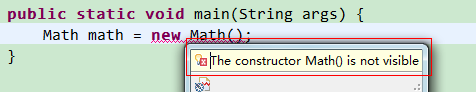 public static void main(String args) {
Math math = new Math();
The constructor Math() is not visible
}